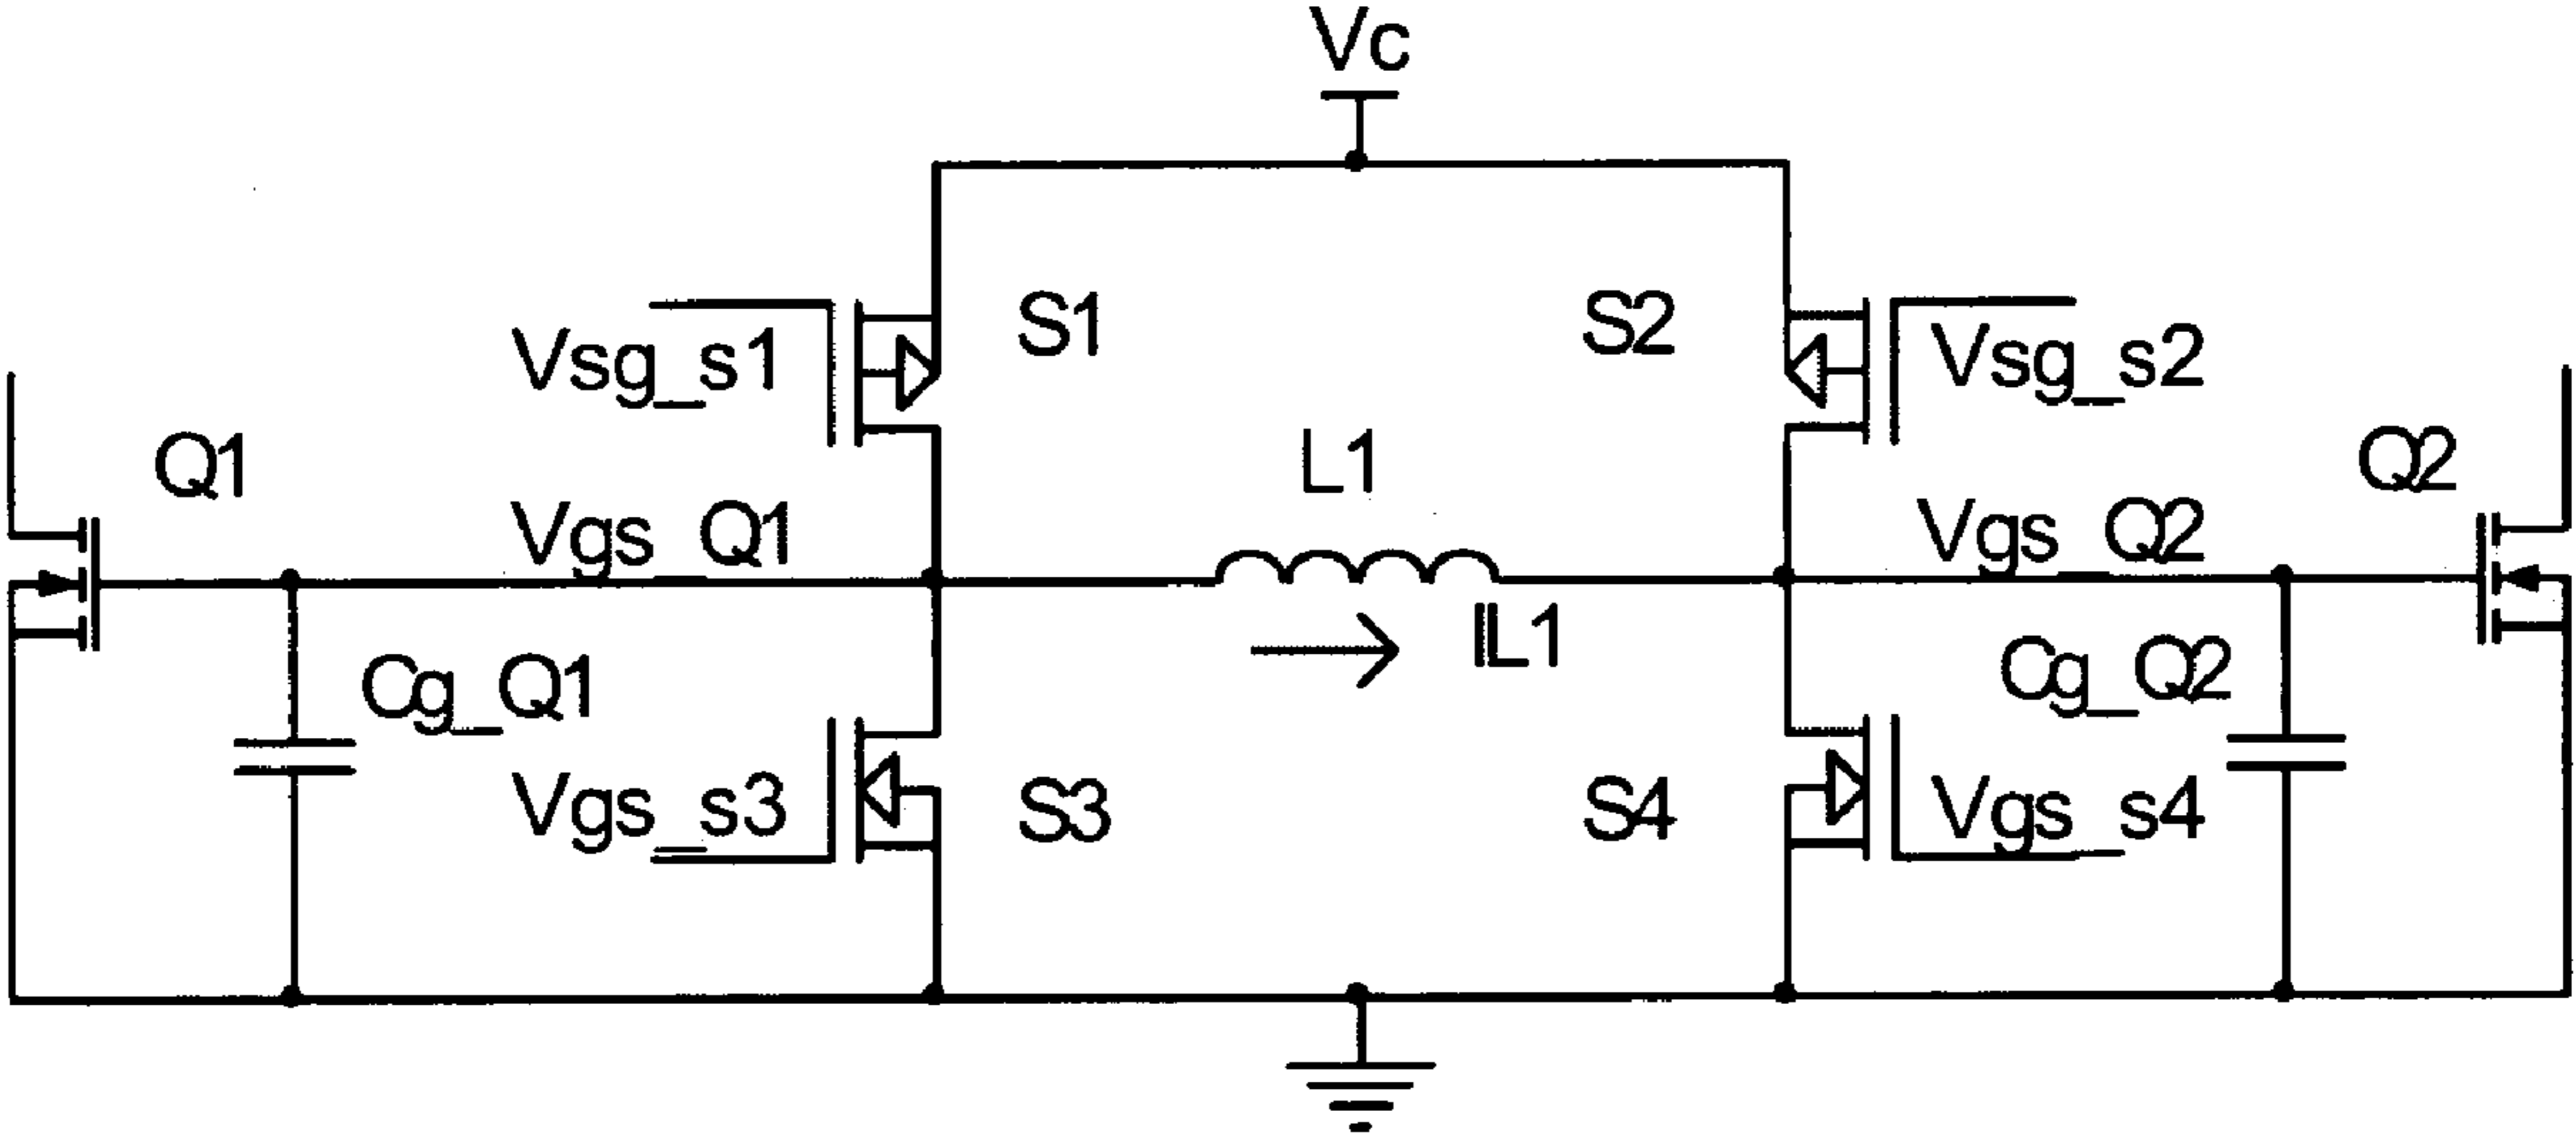 Vc
S1
S2
Vsg_s1
Vsg_s2
Q1
L1
Q2
Vgs_Q1
Vgs_Q2
IL1
Cg_Q1
Cg_Q2
Vgs_s3
S3
S4
Vgs_s4